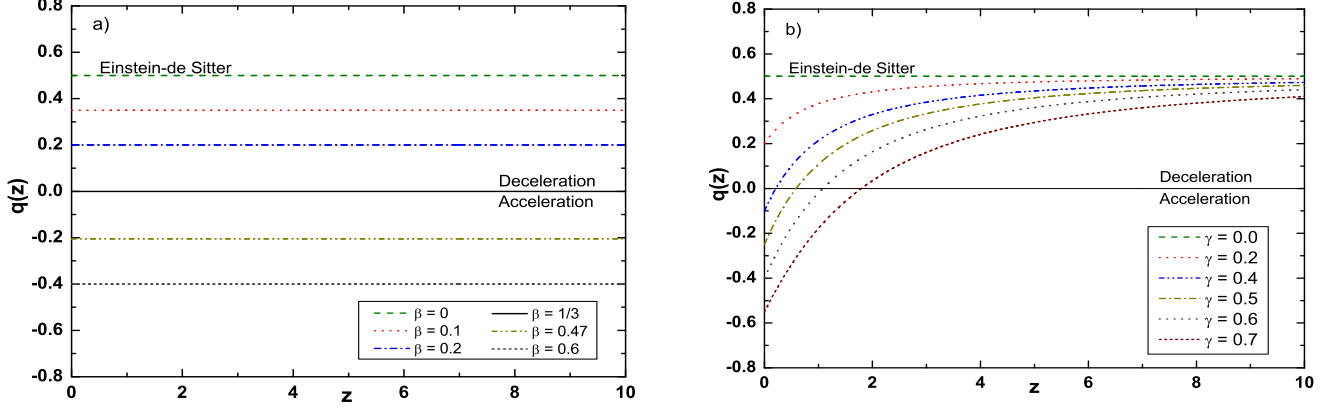 a)
0.8
0.6
0.4
0.2
0.0
-0.2
-0.4
-0.6
-0.8
q(z)
Einstein-de Sitter
Deceleration
Acceleration
β = 0
β = 0.1
β = 0.2
β = 1/3
β = 0.47
β = 0.6
0 2 4 6 8 10
z
b)
0.8
0.6
0.4
0.2
0.0
-0.2
-0.4
-0.6
-0.8
q(z)
Einstein-de Sitter
Deceleration
Acceleration
γ = 0.0
γ = 0.2
γ = 0.4
γ = 0.5
γ = 0.6
γ = 0.7
0 2 4 6 8 10
z